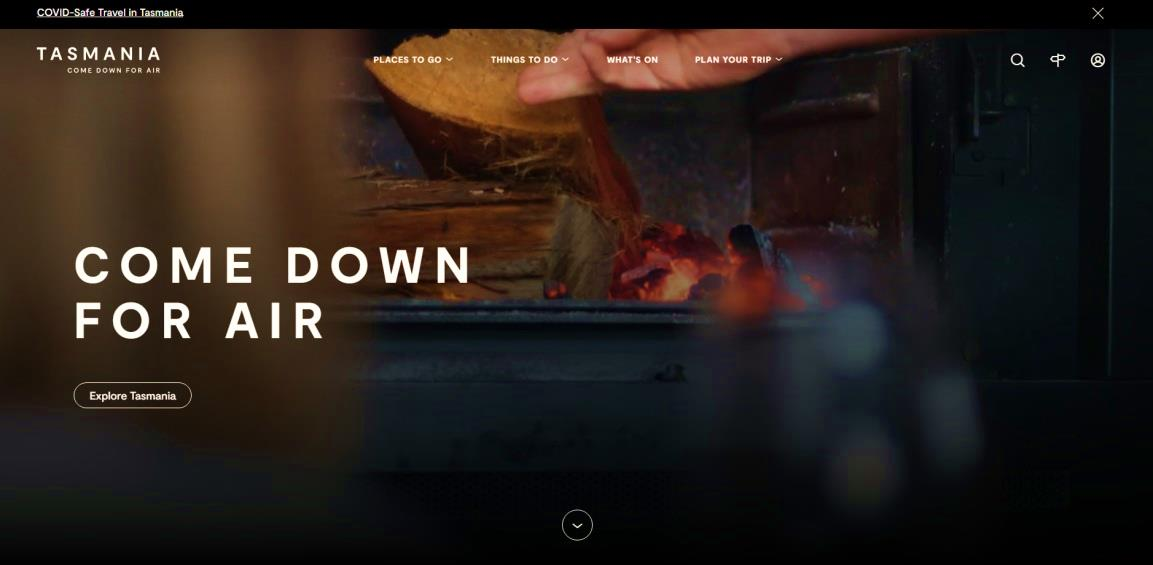 COVID-Safe Travel in Tasmania
TASMANIA
COME DOWN FOR AIR
PLACES TO GO
THINGS TO DO
WHAT'S ON
PLAN YOUR TRIP
COME DOWN
FOR AIR
Explore Tasmania